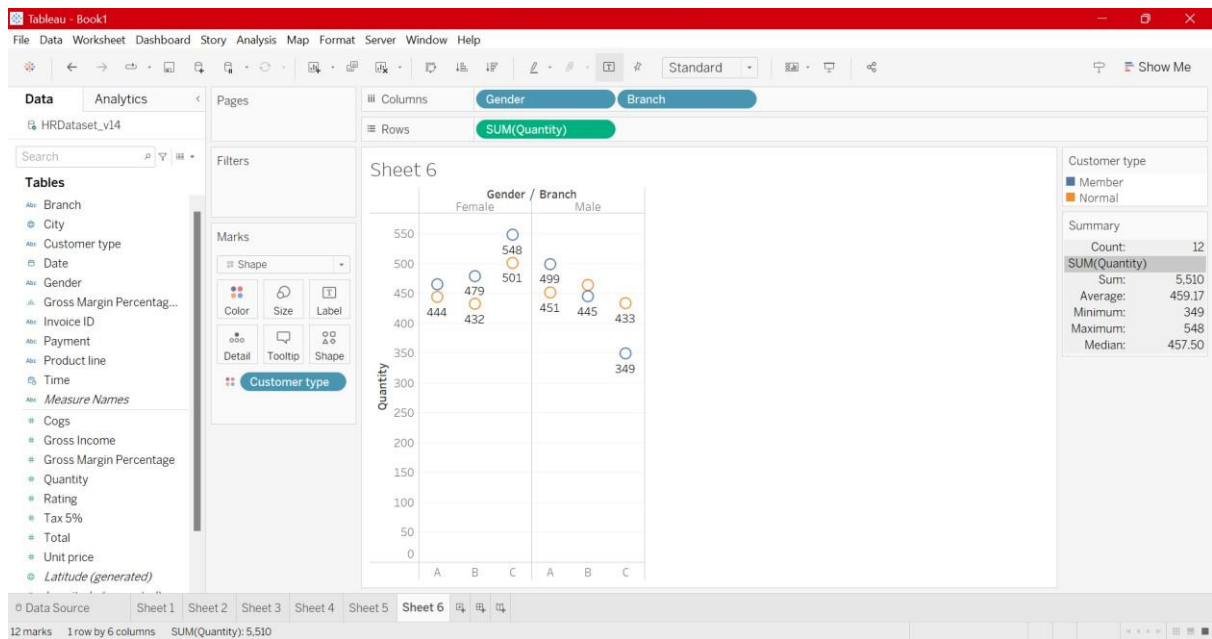 Tableau - Book1
File Data Worksheet Dashboard Story Analysis Map Format Server Window Help
Standard
Show Me
Data Analytics
HRDataset_v14
Search
Tables
Abc Branch
City
Abc Customer type
Date
Abc Gender
Gross Margin Percentag...
Abc Invoice ID
Abc Payment
Abc Product line
Time
Abc Measure Names
# Cogs
# Gross Income
# Gross Margin Percentage
# Quantity
# Rating
# Tax 5%
# Total
# Unit price
Latitude (generated)
Pages
Filters
Marks
Shape
Color Size Label
Detail Tooltip Shape
Customer type
Columns Gender Branch
Rows SUM(Quantity)
Sheet 6
Gender / Branch
Female Male
Quantity
550
500
450
400
350
300
250
200
150
100
50
0
548
501
499
479
444
432
451
445
433
349
A B C A B C
Customer type
Member
Normal
Summary
Count: 12
SUM(Quantity)
Sum: 5,510
Average: 459.17
Minimum: 349
Maximum: 548
Median: 457.50
Data Source Sheet 1 Sheet 2 Sheet 3 Sheet 4 Sheet 5 Sheet 6
12 marks 1 row by 6 columns SUM(Quantity): 5,510